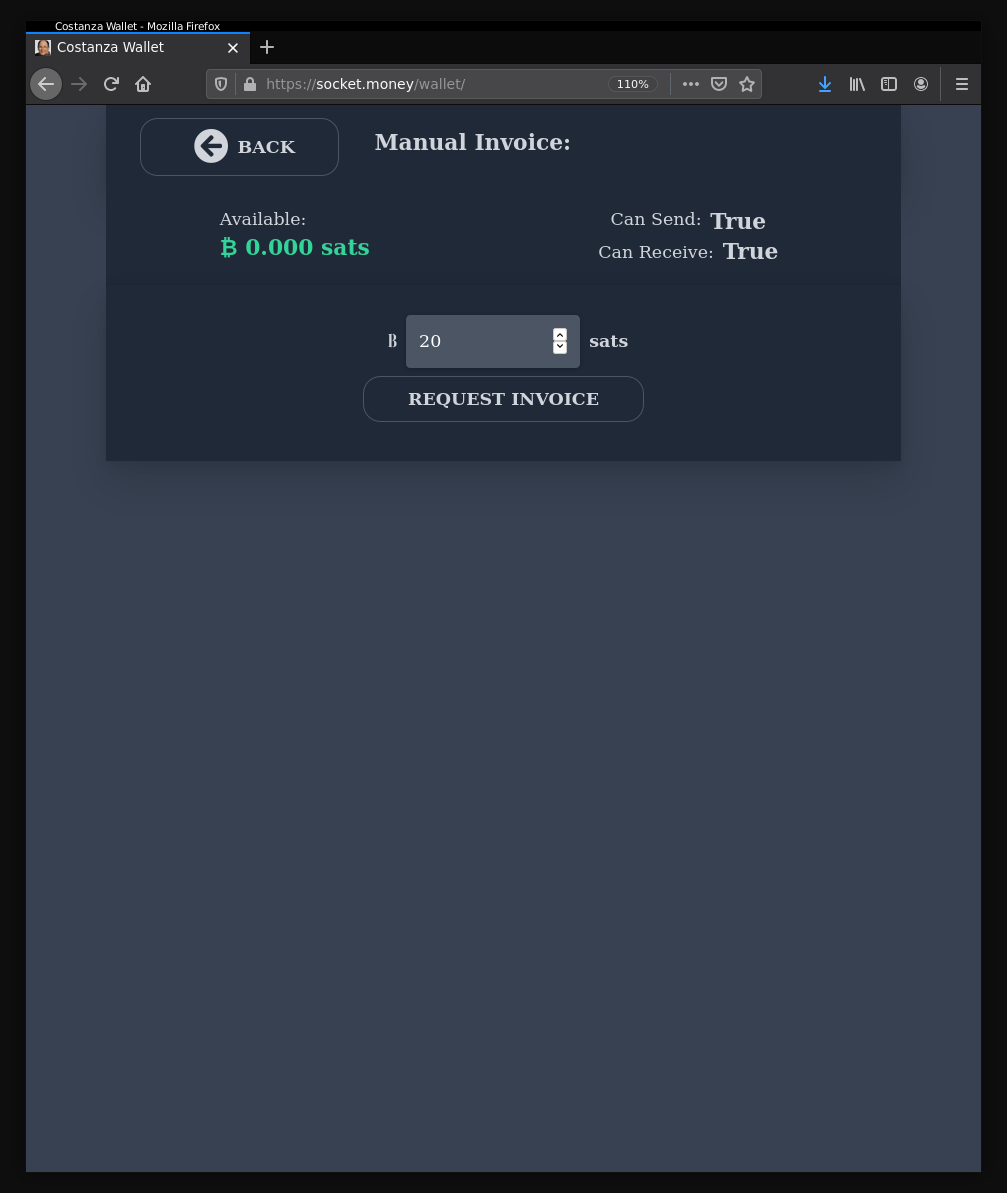 Costanza Wallet - Mozilla Firefox
Costanza Wallet
https://socket.money/wallet/ 110%
BACK
Manual Invoice:
Available:
₿ 0.000 sats
Can Send: True
Can Receive: True
B 20 sats
REQUEST INVOICE